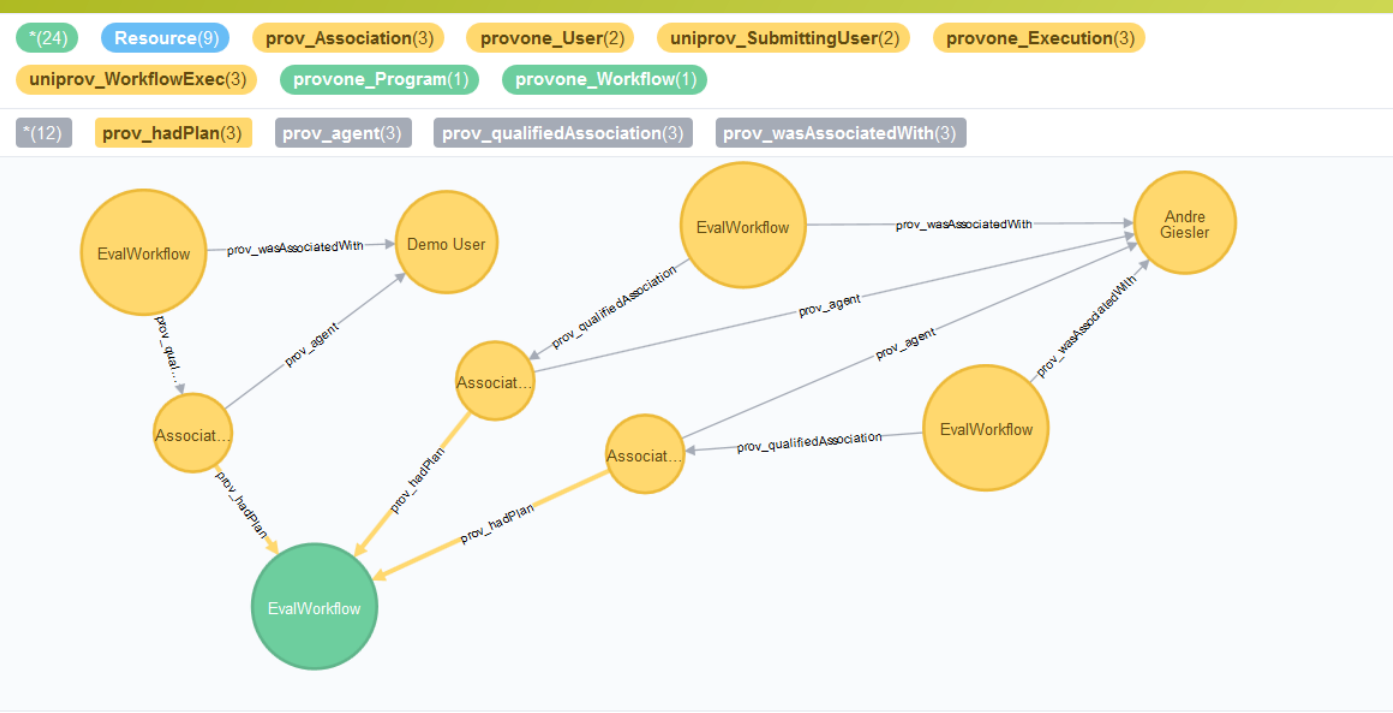 *(24) Resource(9) prov_Association(3) provone_User(2) uniprov_SubmittingUser(2) provone_Execution(3)
uniprov_WorkflowExec(3) provone_Program(1) provone_Workflow(1)
*(12) prov_hadPlan(3) prov_agent(3) prov_qualifiedAssociation(3) prov_wasAssociatedWith(3)
EvalWorkflow
prov_wasAssociatedWith
Demo User
EvalWorkflow
prov_wasAssociatedWith
Andre
Giesler
prov_qualifiedAssociation
prov_agent
prov_wasAssociatedWith
prov_qual...
prov_agent
prov_agent
Associat...
Associat...
prov_hadPlan
Associat...
prov_qualifiedAssociation
EvalWorkflow
prov_hadPlan
prov_hadPlan
EvalWorkflow